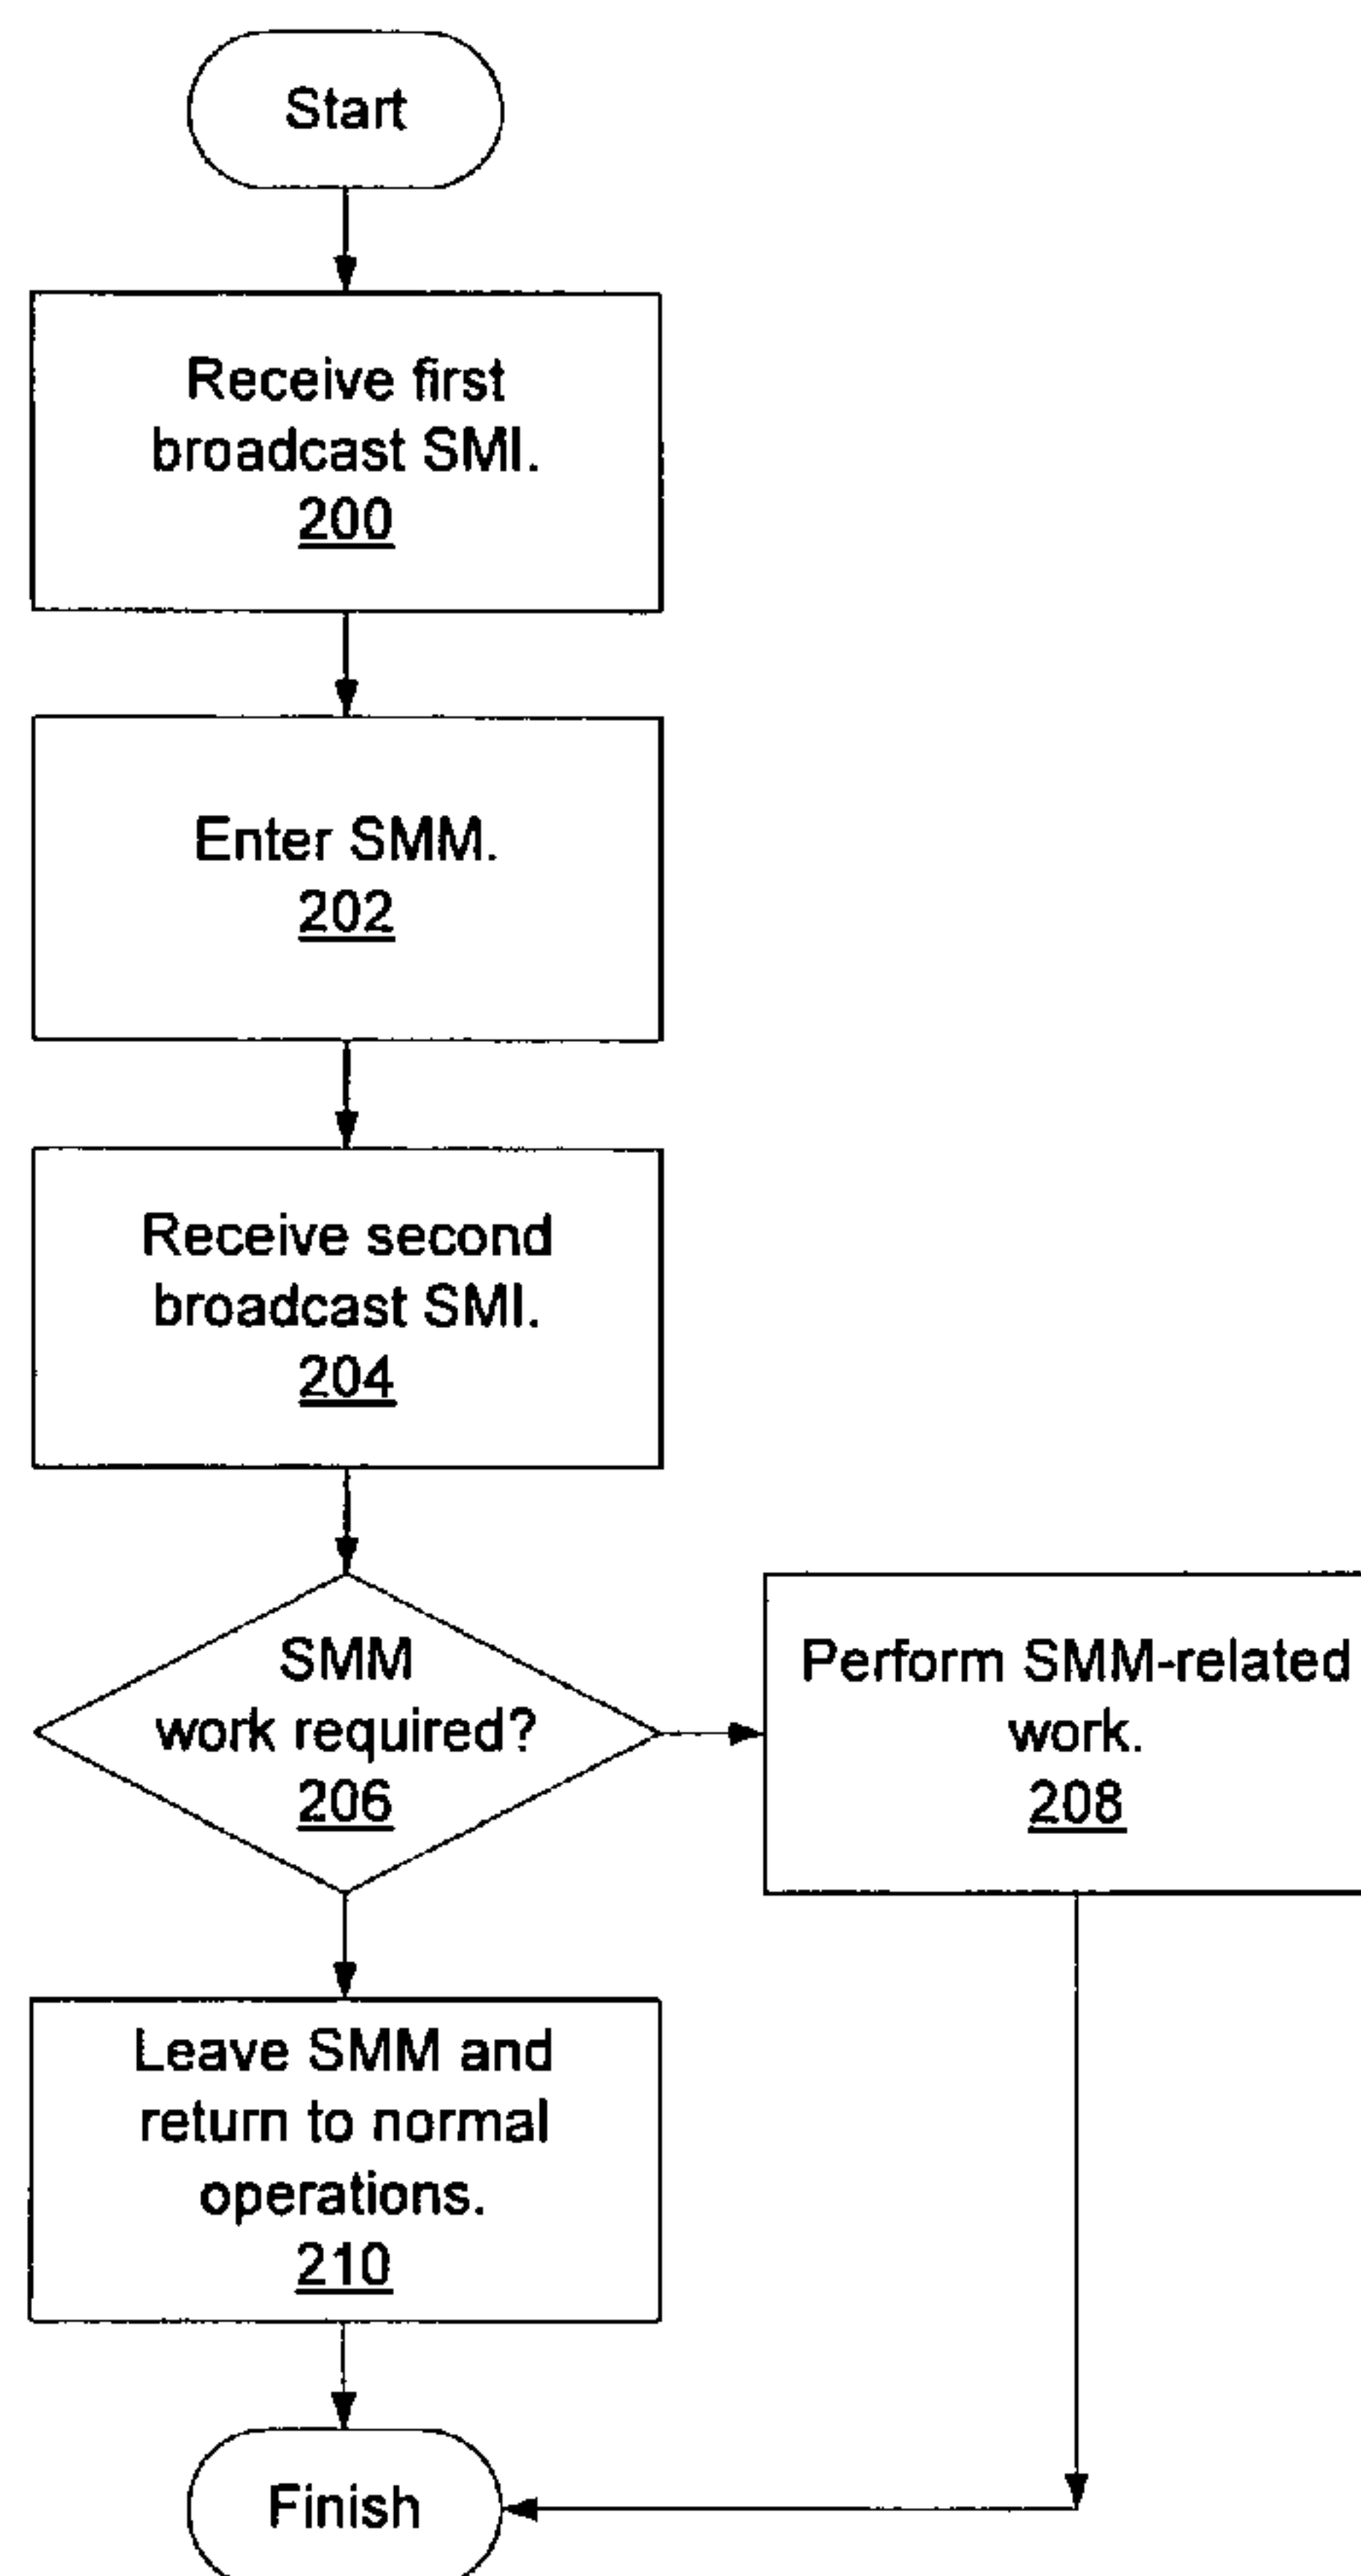 Start
Receive first
broadcast SMI.
200
Enter SMM.
202
Receive second
broadcast SMI.
204
SMM
work required?
206
Perform SMM-related
work.
208
Leave SMM and
return to normal
operations.
210
Finish